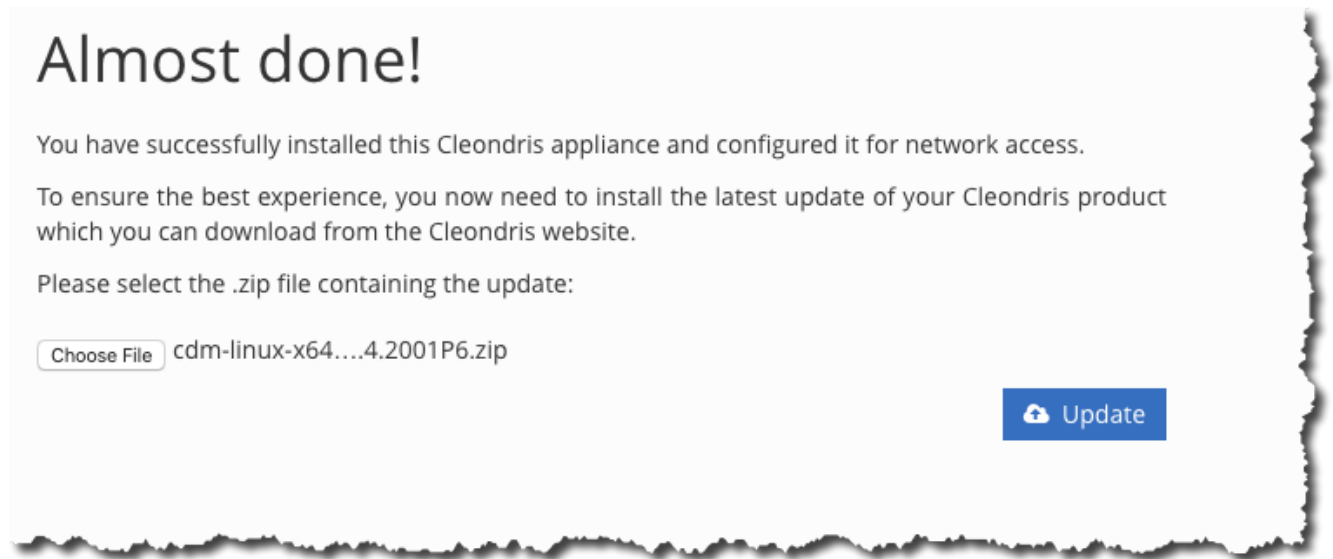 Almost done!
You have successfully installed this Cleondris appliance and configured it for network access.
To ensure the best experience, you now need to install the latest update of your Cleondris product
which you can download from the Cleondris website.
Please select the .zip file containing the update:
Choose File cdm-linux-x64....4.2001P6.zip
Update